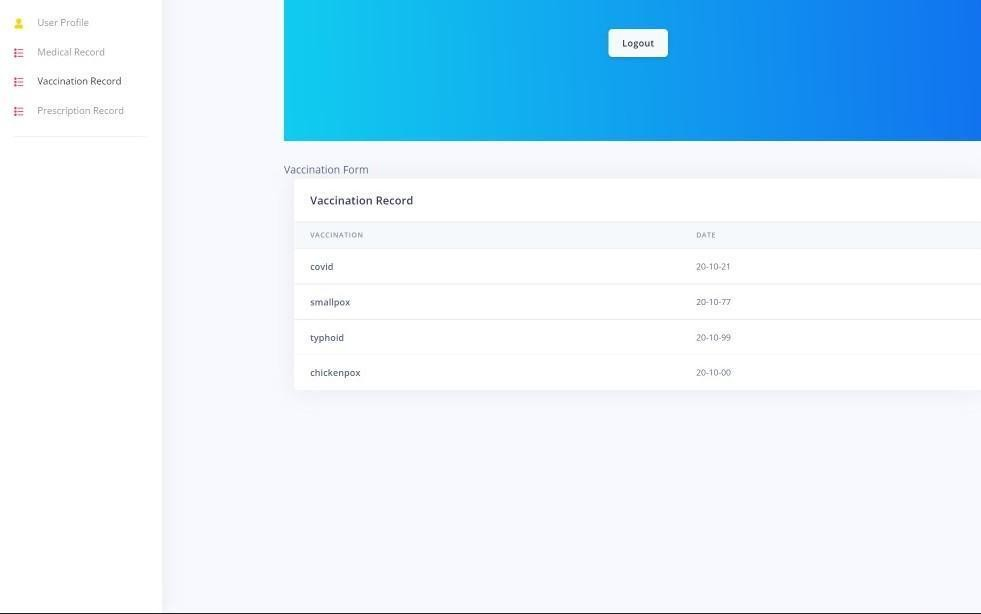 User Profile
Medical Record
Vaccination Record
Prescription Record
Logout
Vaccination Form
Vaccination Record
VACCINATION DATE
covid 20-10-21
smallpox 20-10-77
typhoid 20-10-99
chickenpox 20-10-00